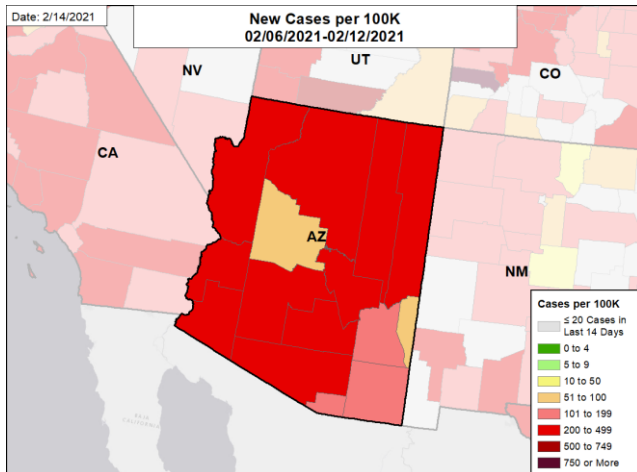 Date: 2/14/2021
New Cases per 100K
02/06/2021-02/12/2021
NV
UT
CO
CA
AZ
NM
BAJA
CALIFORNIA
Cases per 100K
≤ 20 Cases in
Last 14 Days
0 to 4
5 to 9
10 to 50
51 to 100
101 to 199
200 to 499
500 to 749
750 or More